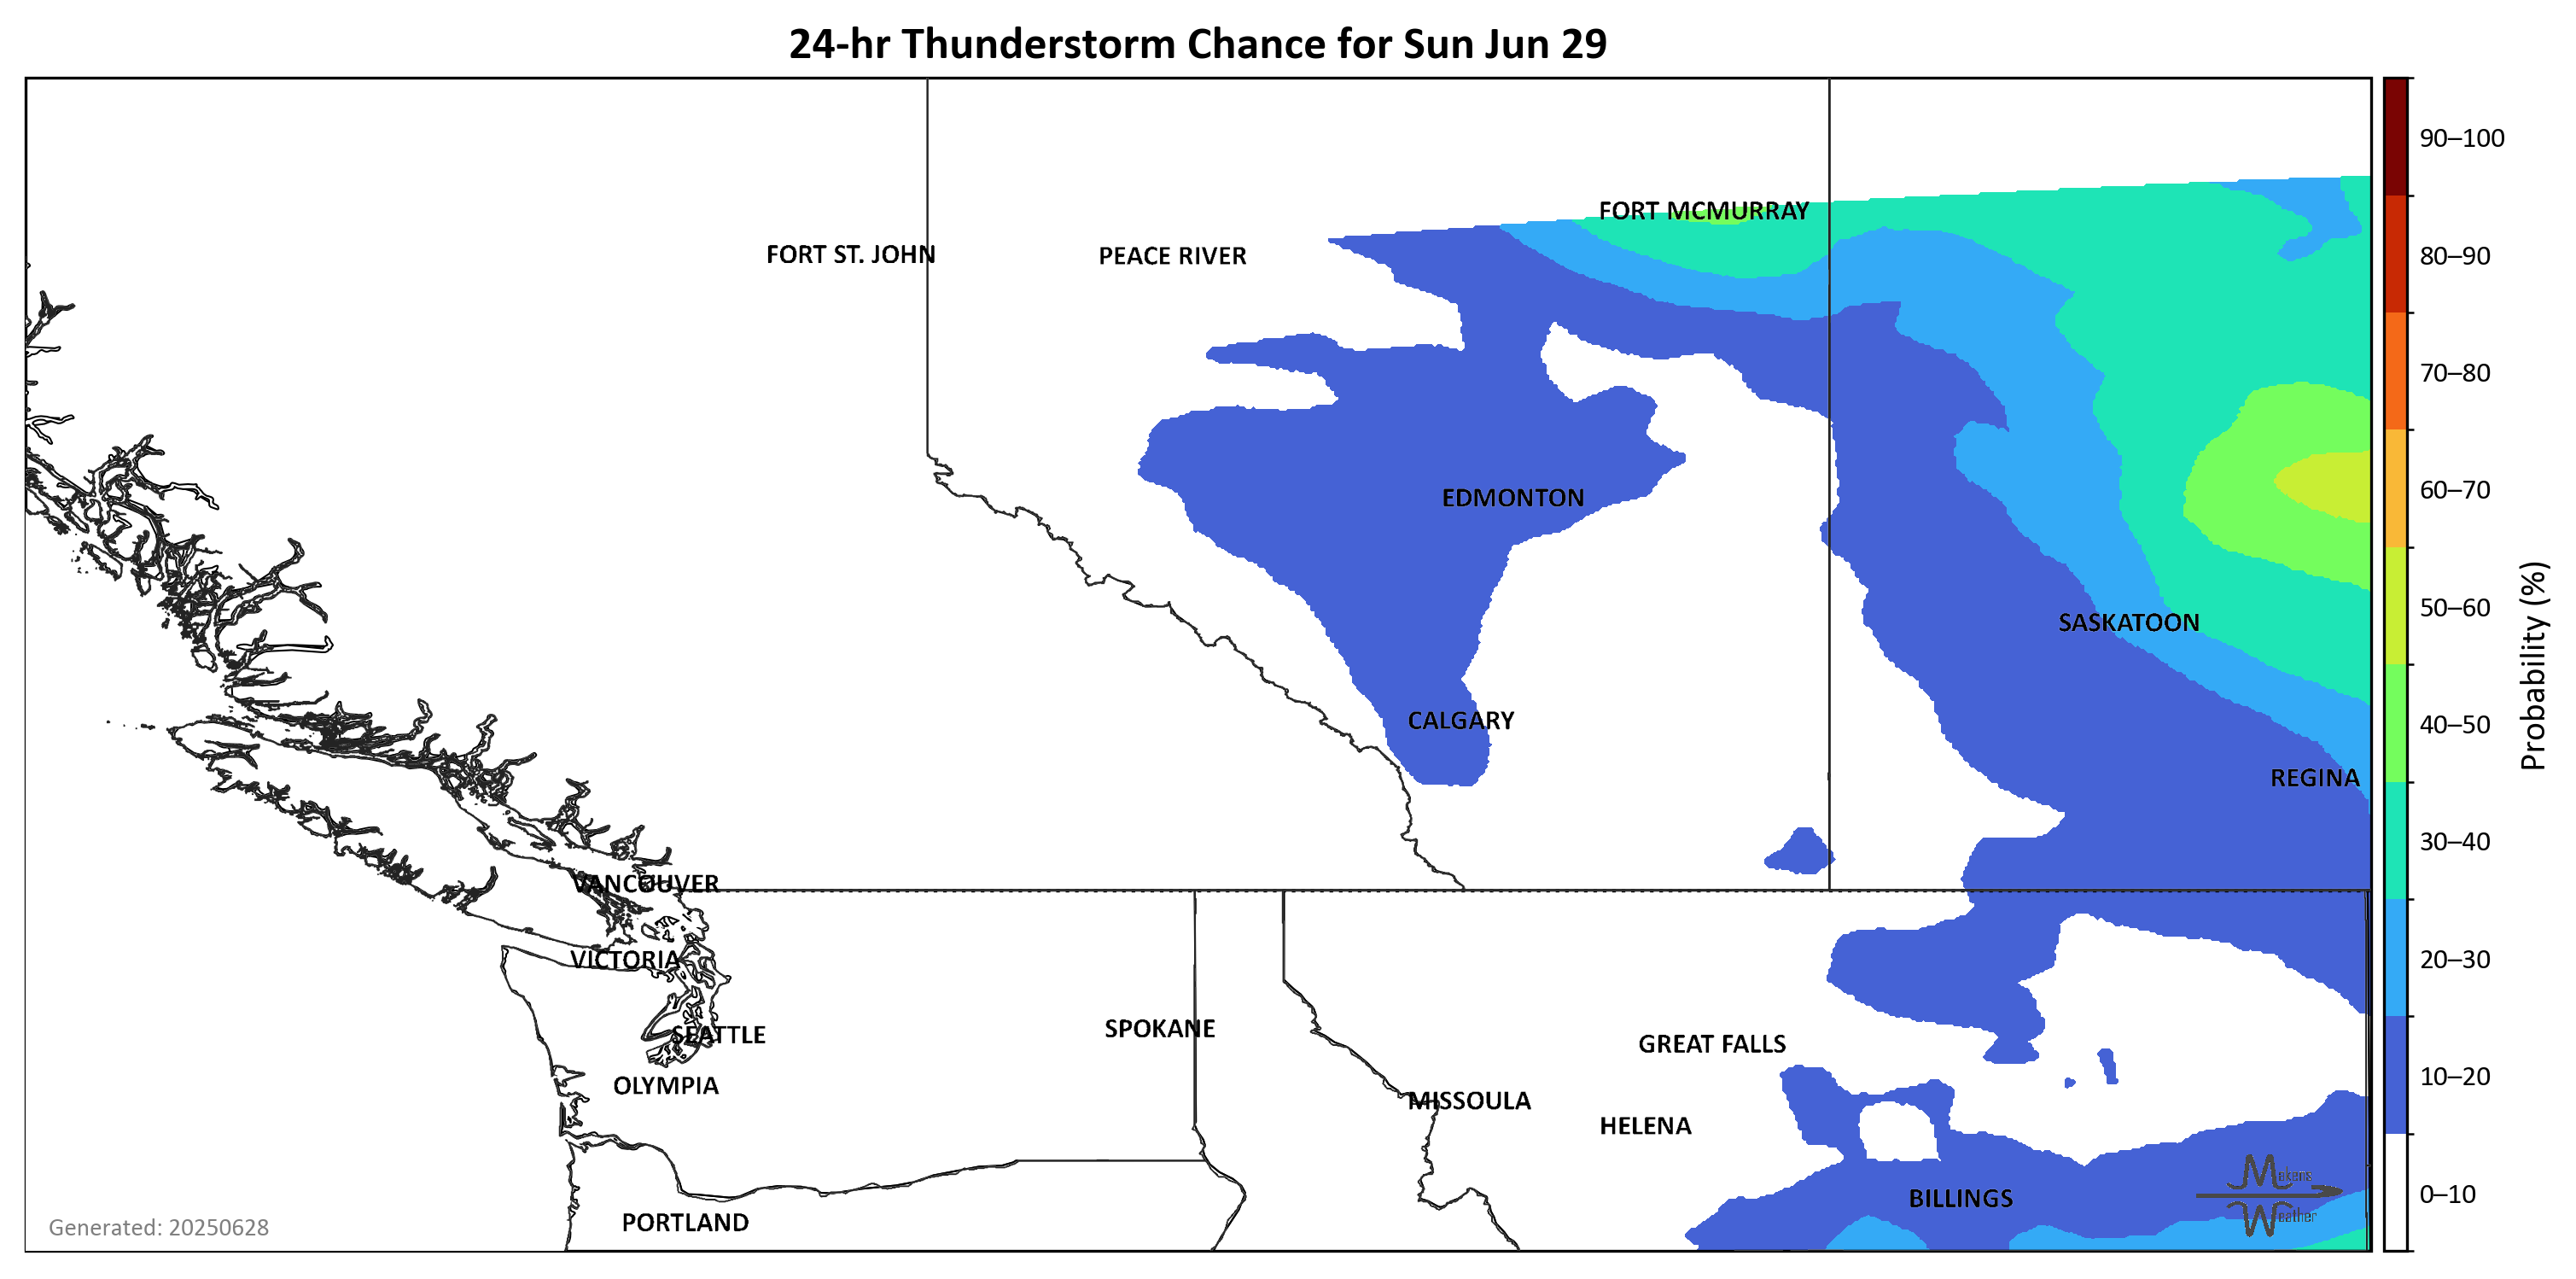 24-hr Thunderstorm Chance for Sun Jun 29
90–100
FORT MCMURRAY
FORT ST. JOHN
PEACE RIVER
80–90
70–80
EDMONTON
60–70
SASKATOON
50–60
CALGARY
40–50
REGINA
Probability (%)
30–40
VANCOUVER
VICTORIA
20–30
SEATTLE
SPOKANE
GREAT FALLS
OLYMPIA
MISSOULA
HELENA
10–20
Mekens
Weather
BILLINGS
0–10
PORTLAND
Generated: 20250628